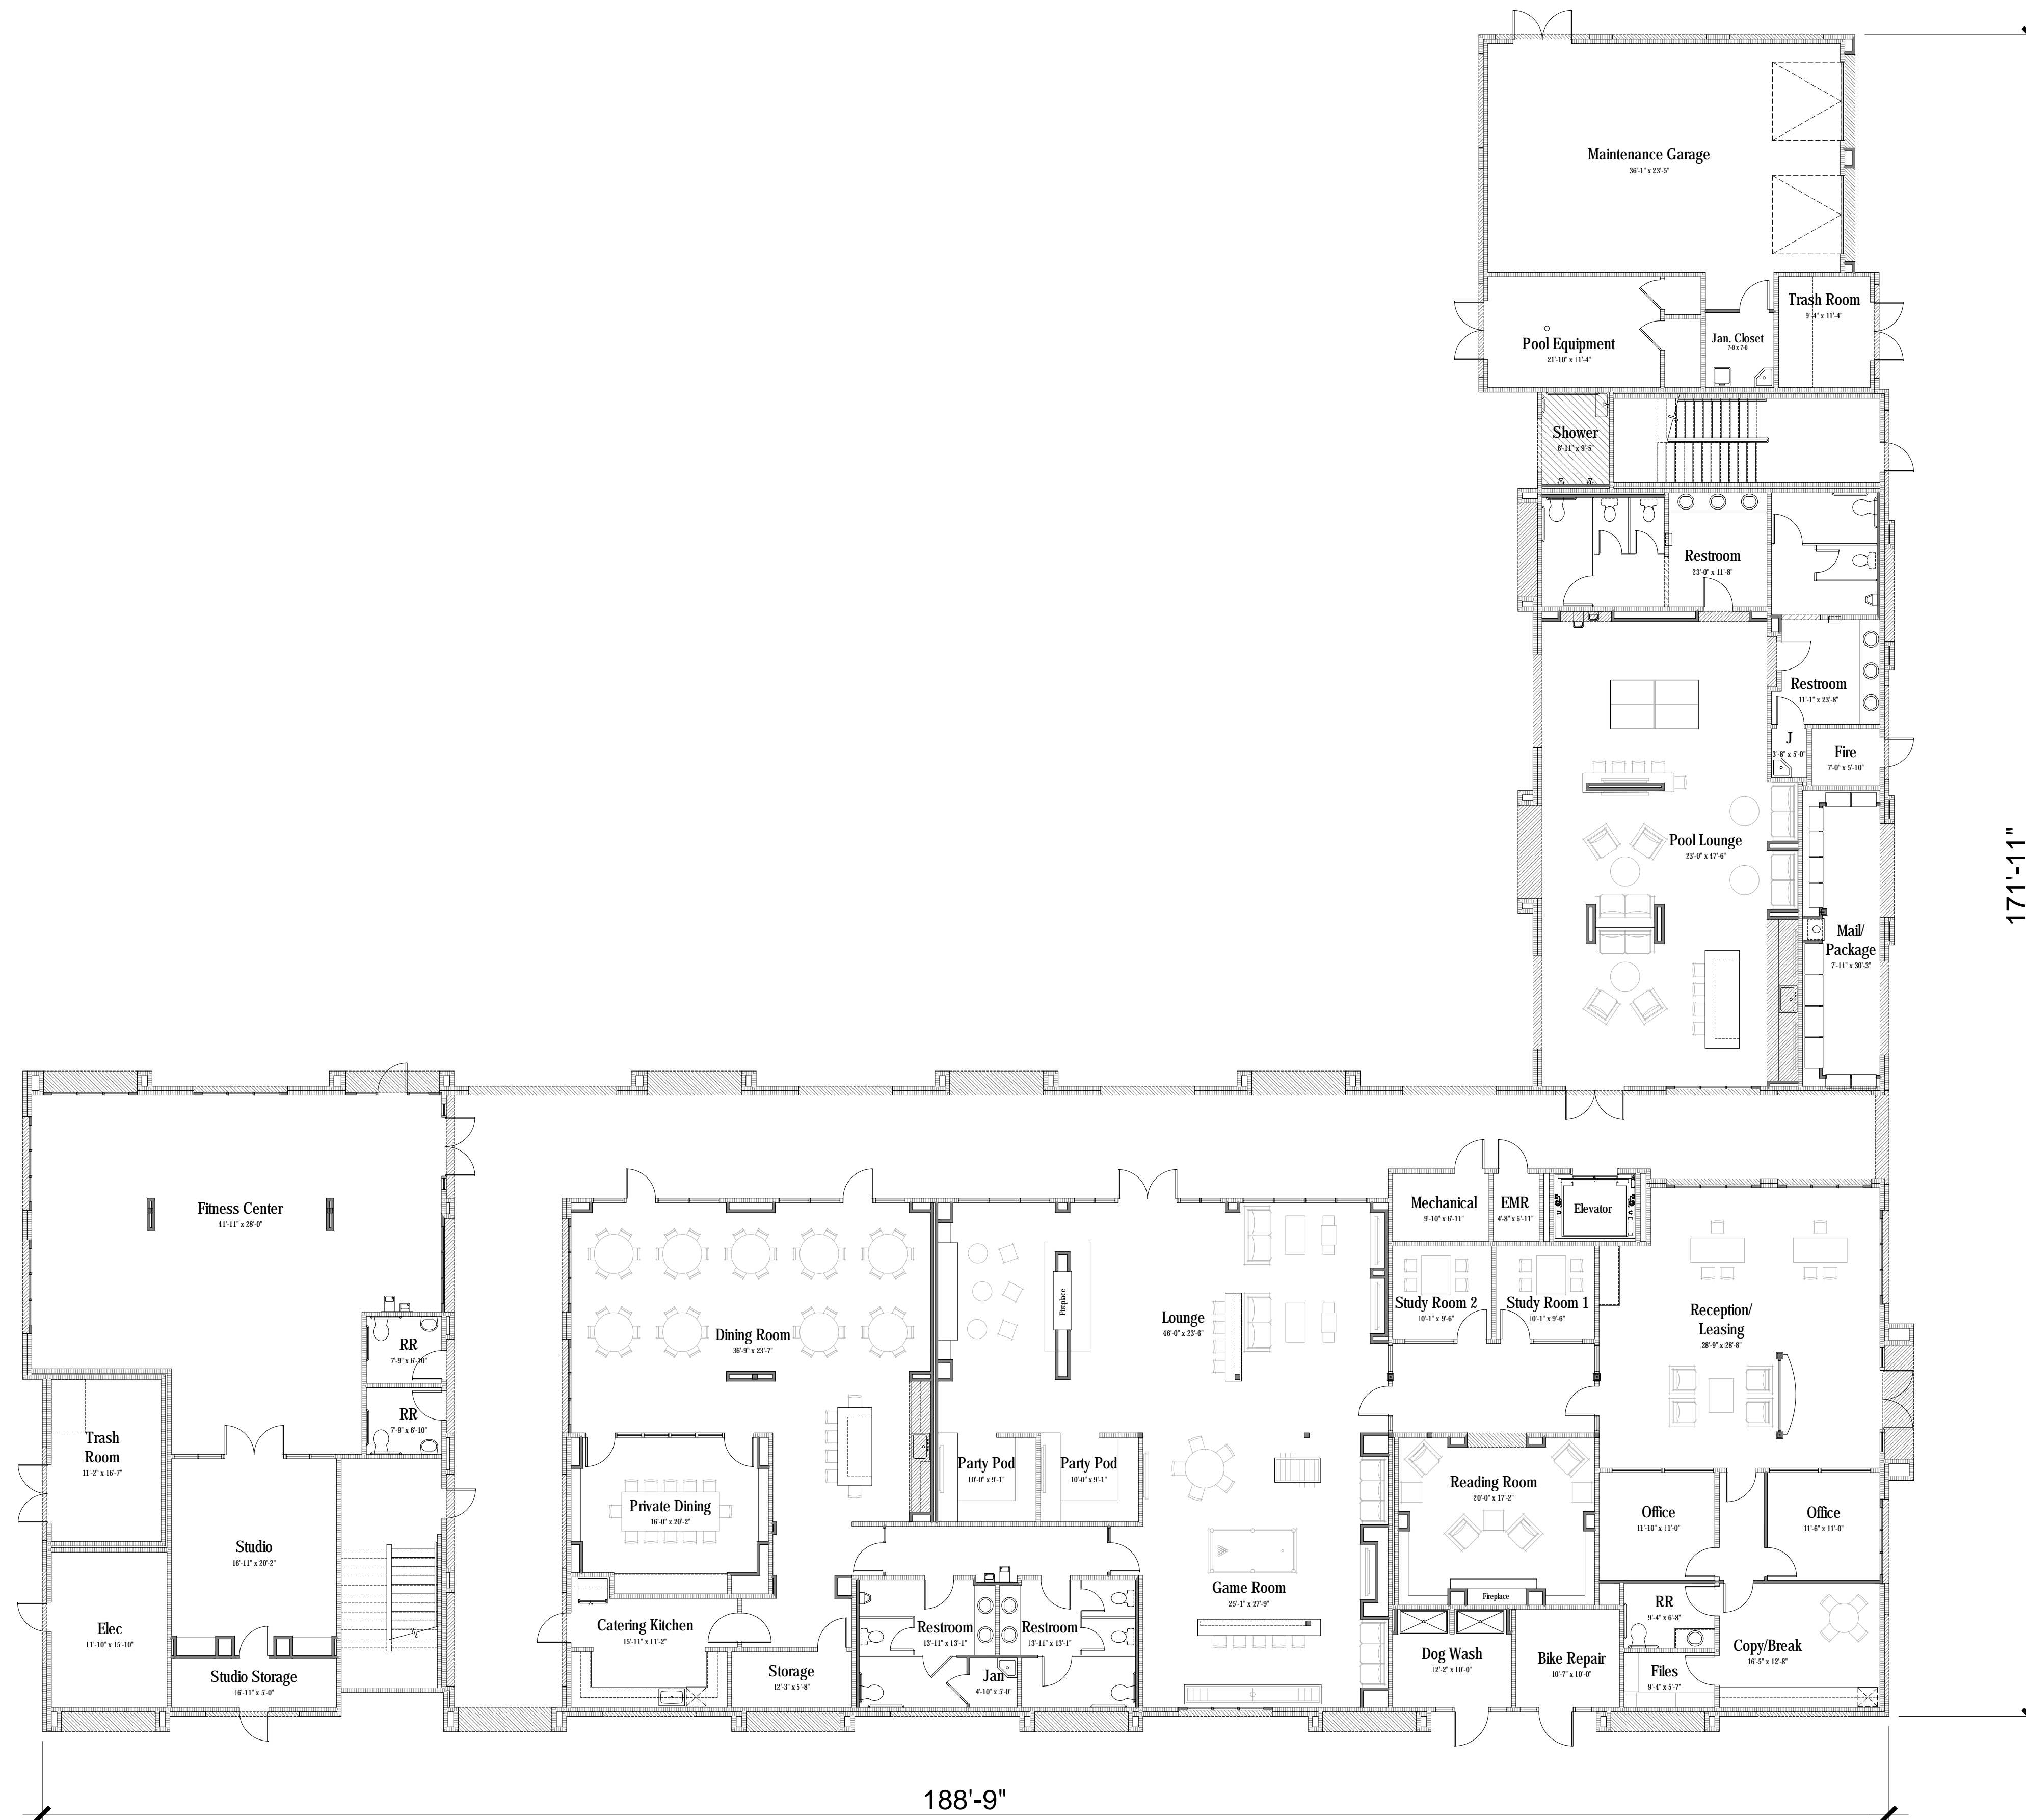 Maintenance Garage
36'-1" x 23'-5"
Trash Room
9'-4" x 11'-4"
Jan. Closet
7-0 x 7-0
Pool Equipment
21'-10" x 11'-4"
Shower
6'-11" x 9'-5"
Restroom
23'-0" x 11'-8"
Restroom
11'-1" x 23'-8"
J
3'-8" x 5'-0"
Fire
7'-0" x 5'-10"
Pool Lounge
23'-0" x 47'-6"
Mail/
Package
7'-11" x 30'-3"
171'-11"
Fitness Center
41'-11" x 28'-0"
Mechanical
9'-10" x 6'-11"
EMR
4'-8" x 6'-11"
Elevator
Fireplace
Lounge
46'-0" x 23'-6"
Study Room 2
10'-1" x 9'-6"
Study Room 1
10'-1" x 9'-6"
Reception/
Leasing
28'-9" x 28'-8"
Dining Room
36'-9" x 23'-7"
RR
7'-9" x 6'-10"
RR
7'-9" x 6'-10"
Trash
Room
11'-2" x 16'-7"
Party Pod
10'-0" x 9'-1"
Party Pod
10'-0" x 9'-1"
Reading Room
20'-0" x 17'-2"
Private Dining
16'-0" x 20'-2"
Office
11'-10" x 11'-0"
Office
11'-6" x 11'-0"
Studio
16'-11" x 20'-2"
Game Room
25'-1" x 27'-9"
Fireplace
Elec
11'-10" x 15'-10"
Catering Kitchen
15'-11" x 11'-2"
Restroom
13'-11" x 13'-1"
Restroom
13'-11" x 13'-1"
RR
9'-4" x 6'-8"
Copy/Break
16'-5" x 12'-8"
Dog Wash
12'-2" x 10'-0"
Bike Repair
10'-7" x 10'-0"
Files
9'-4" x 5'-7"
Studio Storage
16'-11" x 5'-0"
Storage
12'-3" x 5'-8"
Jan
4'-10" x 5'-0"
188'-9"